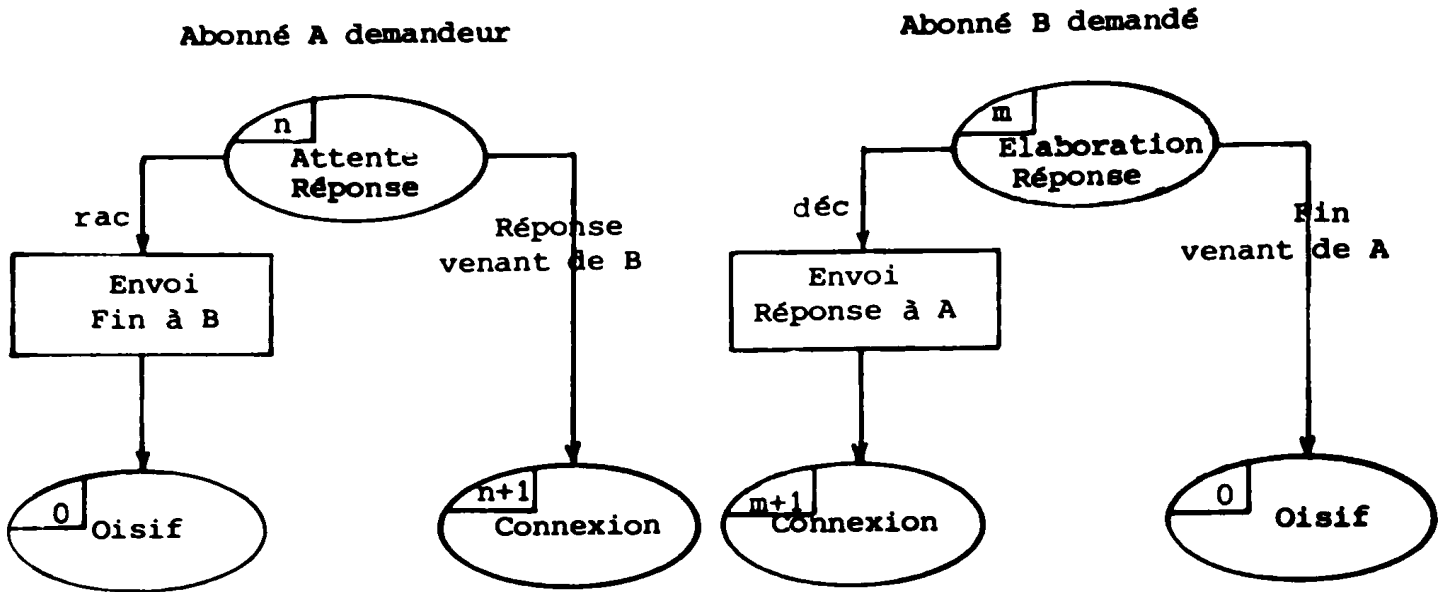 Abonné A demandeur
n
Attente
Réponse
rac
Réponse
venant de B
Envoi
Fin à B
0
Oisif
n+1
Connexion
Abonné B demandé
m
Elaboration
Réponse
déc
Fin
venant de A
Envoi
Réponse à A
m+1
Connexion
0
Oisif